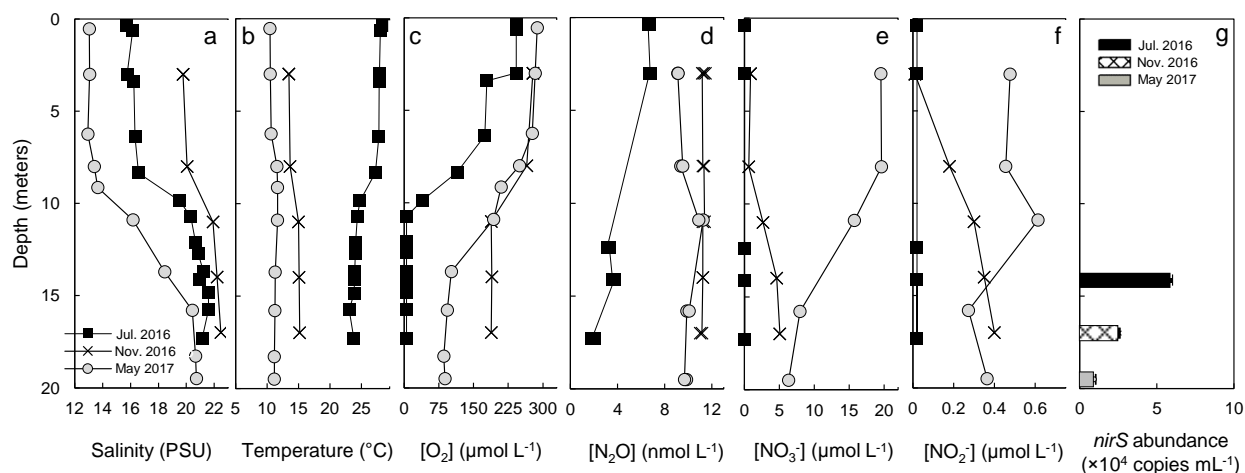 0
5
10
15
20
Depth (meters)
a
b
c
d
e
f
g
Jul. 2016
Nov. 2016
May 2017
Jul. 2016
Nov. 2016
May 2017
12 14 16 18 20 22
5 10 15 20 25
0 75 150 225 300
0 4 8 12
0 5 10 15 20
0 0.2 0.4 0.6
0 5 10
Salinity (PSU)
Temperature (°C)
[O₂] (µmol L⁻¹)
[N₂O] (nmol L⁻¹)
[NO₃⁻] (µmol L⁻¹)
[NO₂⁻] (µmol L⁻¹)
nirS abundance
(×10⁴ copies mL⁻¹)